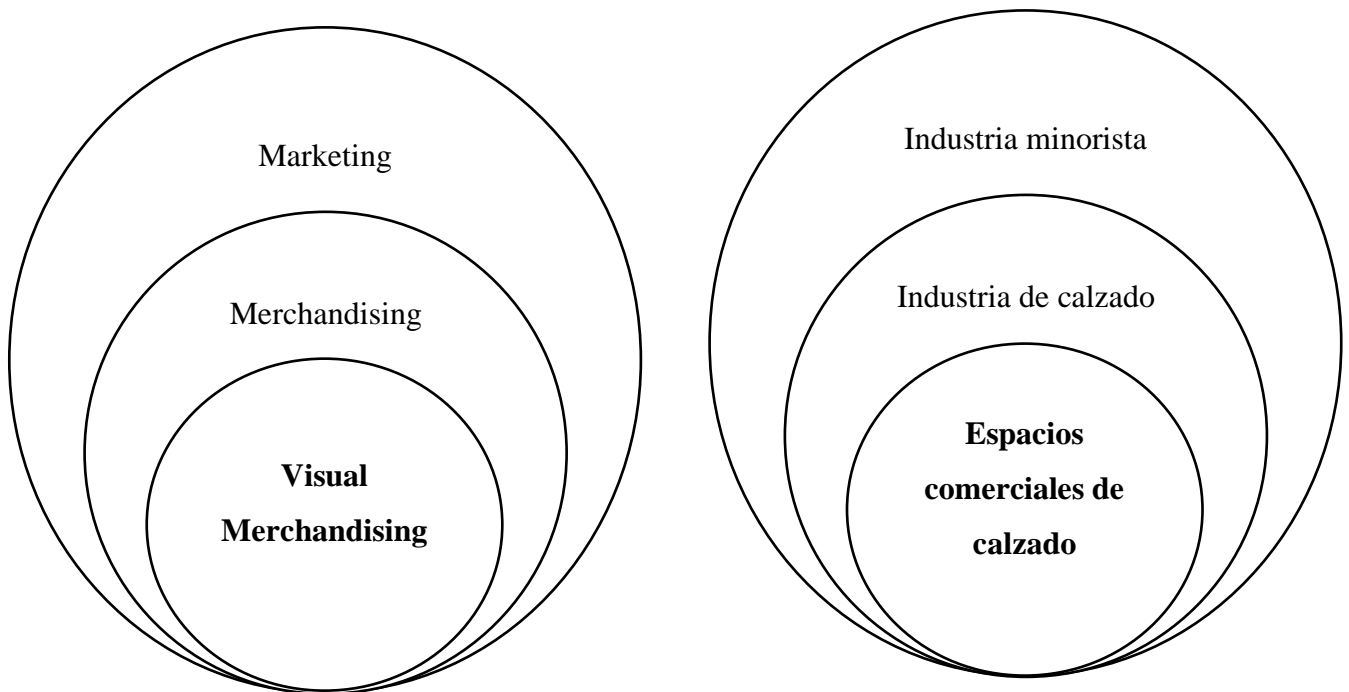 Marketing
Merchandising
Visual
Merchandising
Industria minorista
Industria de calzado
Espacios
comerciales de
calzado